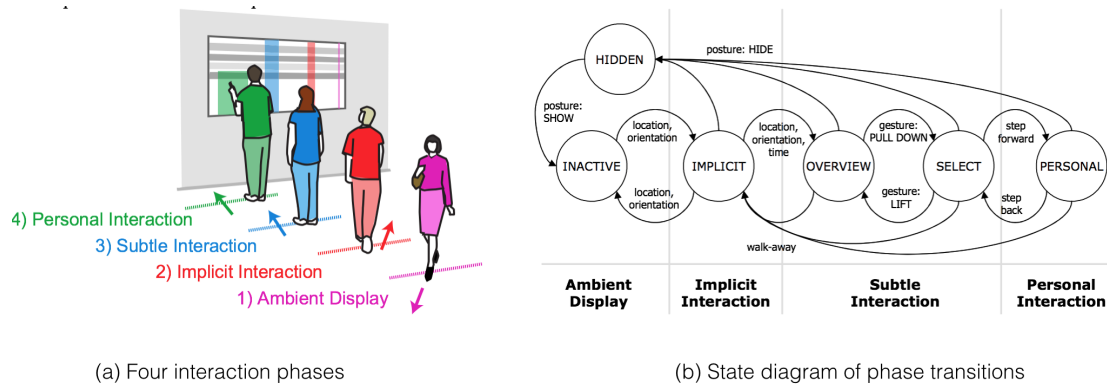 4) Personal Interaction
3) Subtle Interaction
2) Implicit Interaction
1) Ambient Display
(a) Four interaction phases
posture: HIDE
HIDDEN
posture:
SHOW
location,
orientation
location,
orientation,
time
gesture:
PULL DOWN
step
forward
INACTIVE
IMPLICIT
OVERVIEW
SELECT
PERSONAL
location,
orientation
gesture:
LIFT
step
back
walk-away
Ambient
Display
Implicit
Interaction
Subtle
Interaction
Personal
Interaction
(b) State diagram of phase transitions